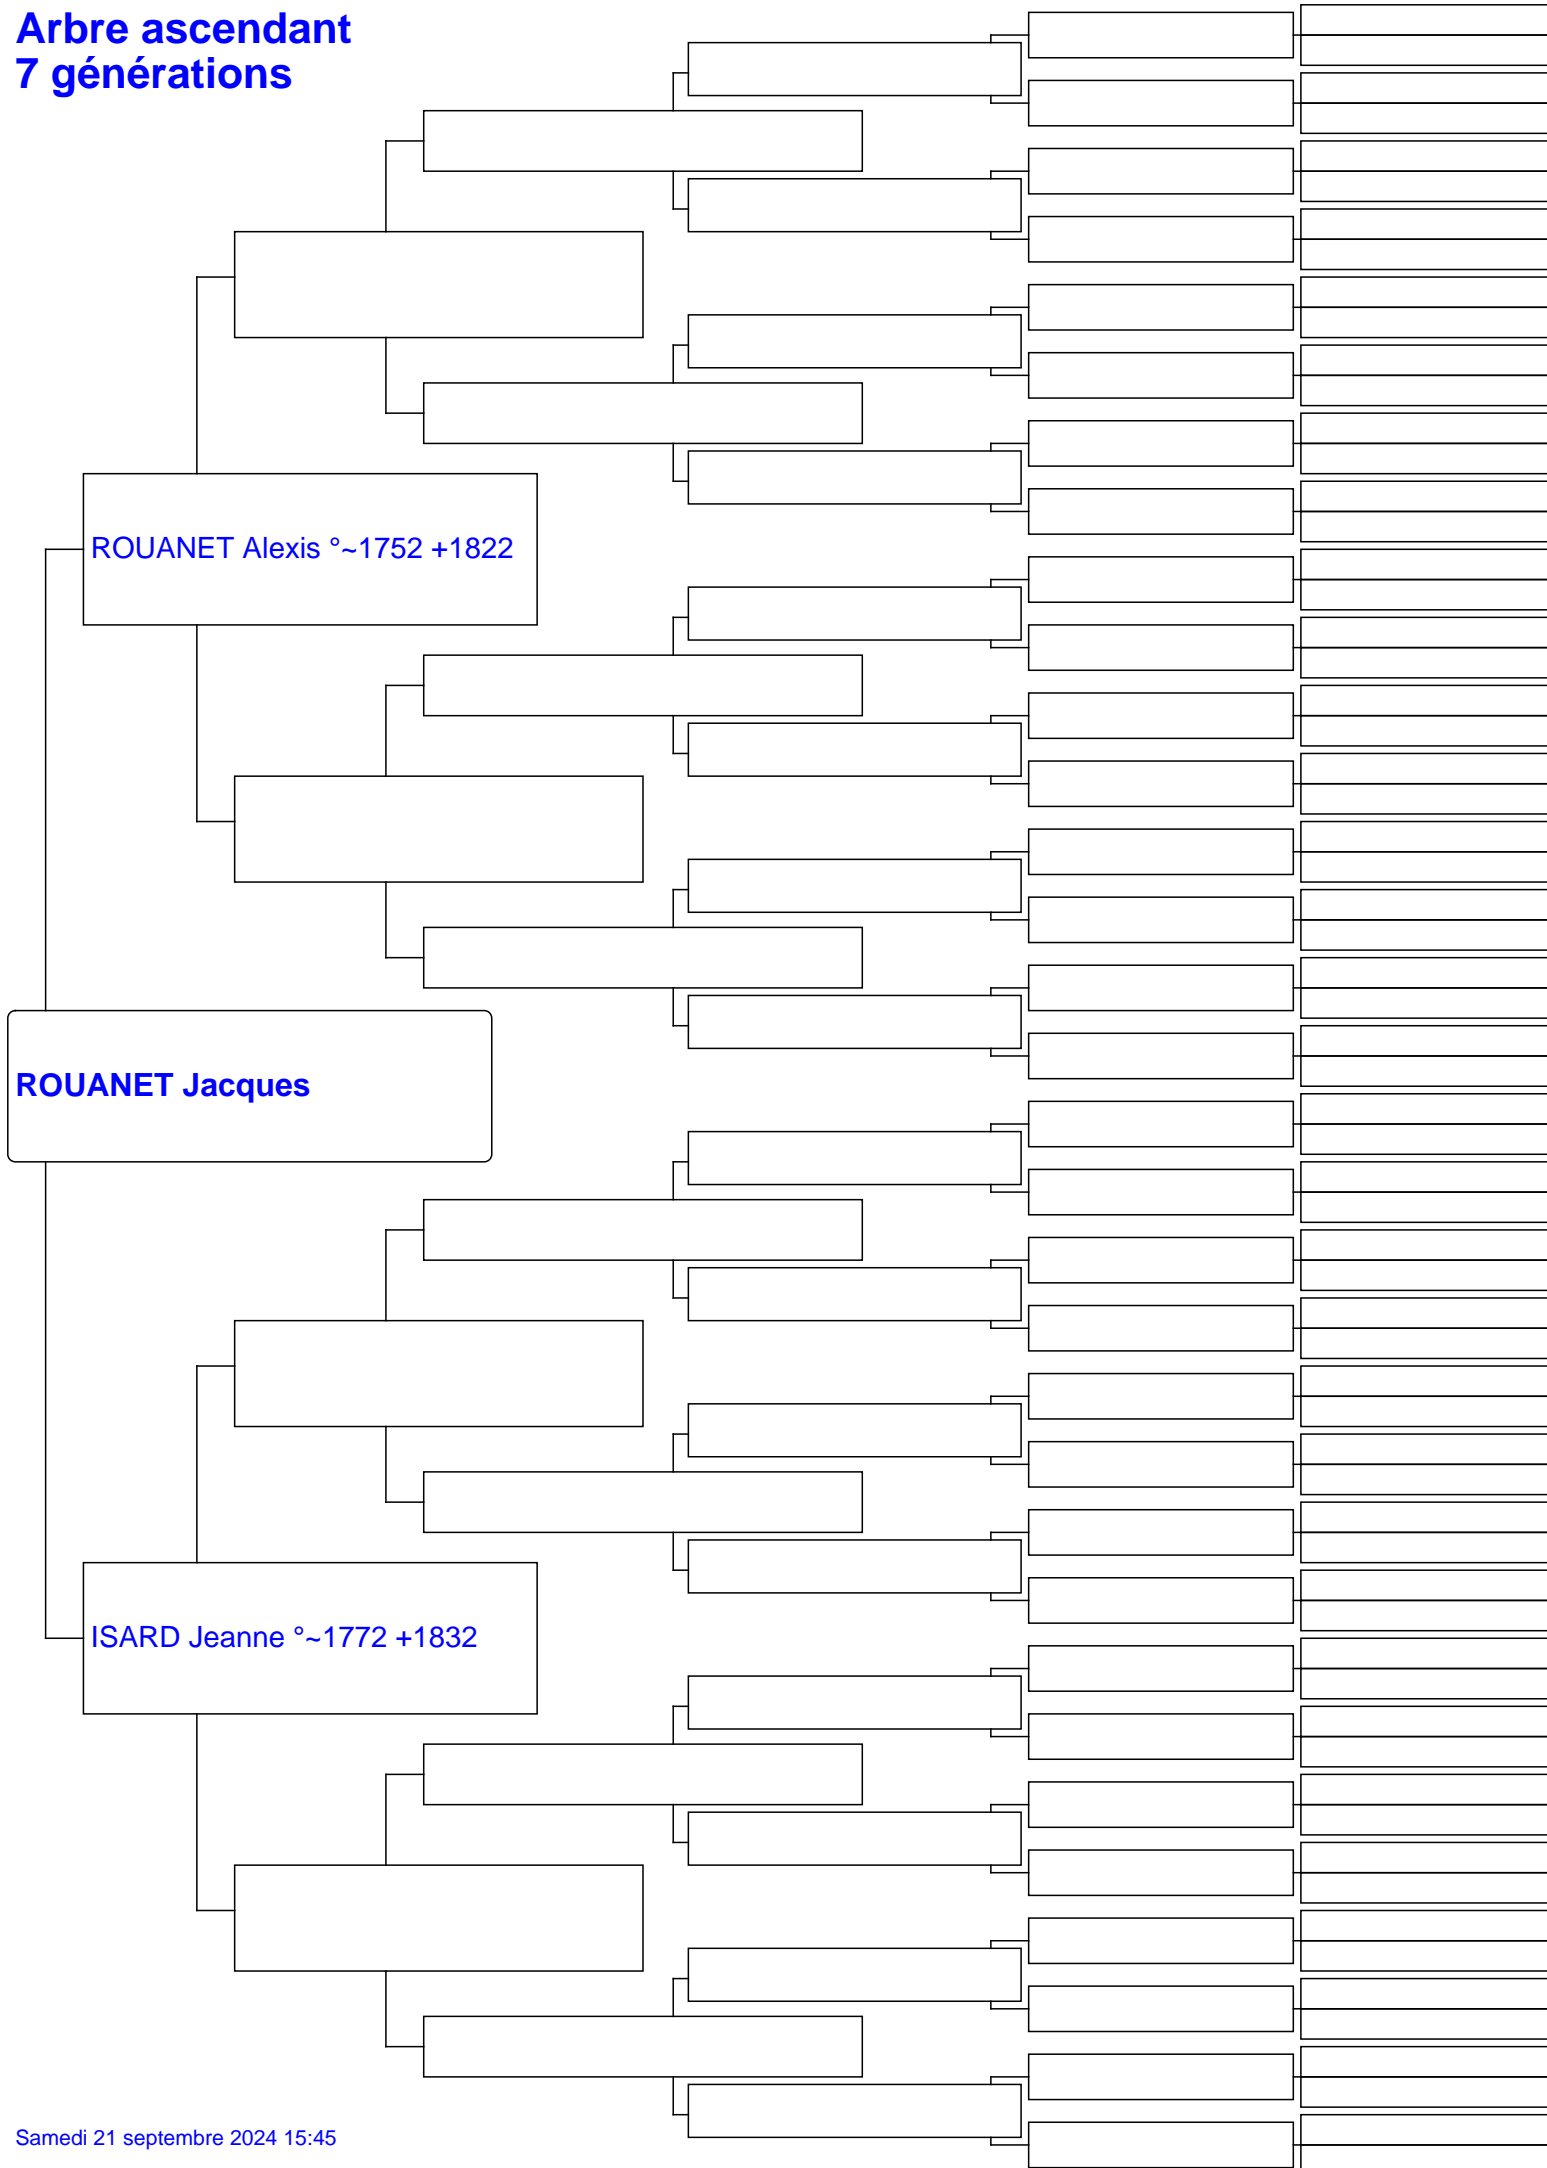 Arbre ascendant
7 générations
ROUANET Alexis °~1752 +1822
ROUANET Jacques
ISARD Jeanne °~1772 +1832
Samedi 21 septembre 2024 15:45